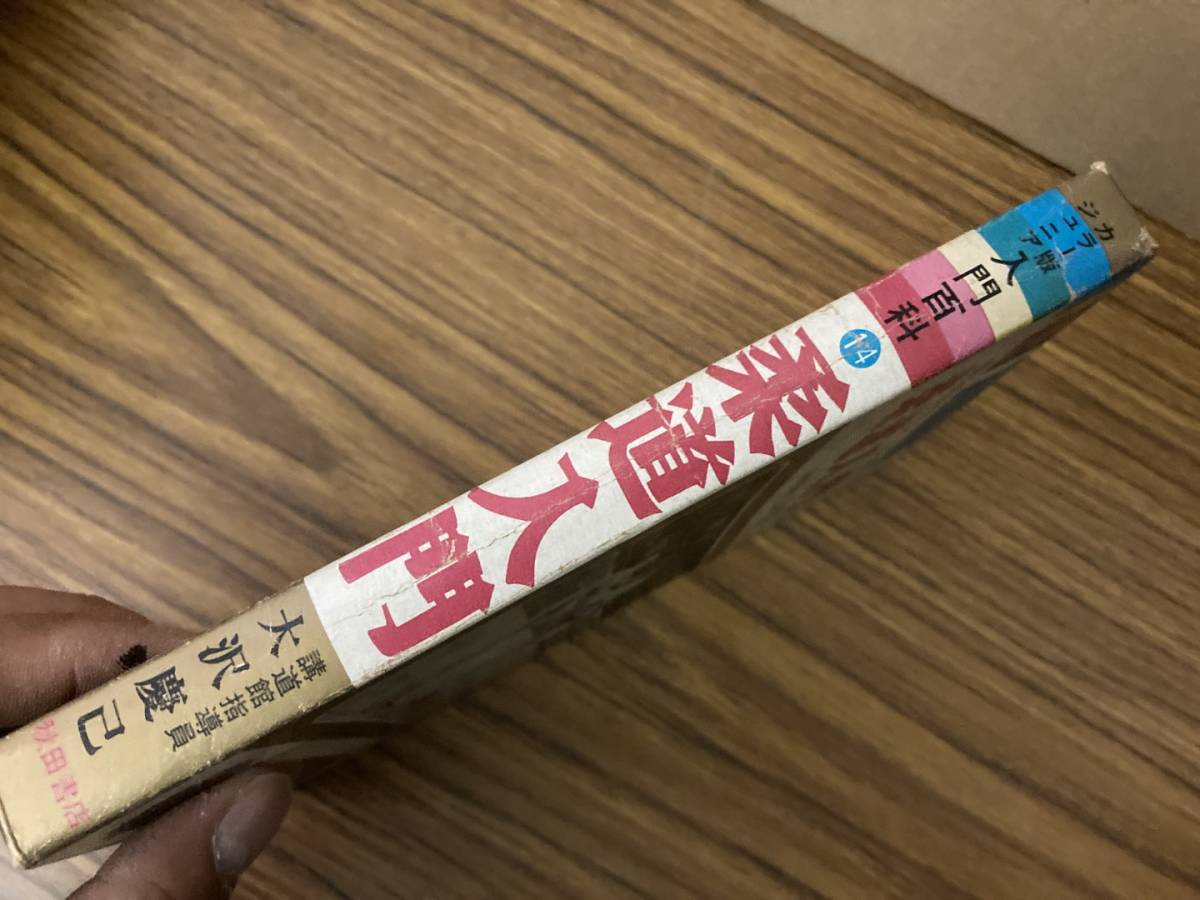 カラー版
ジュニア
入門百科
14
柔道入門
講道館指導員
大沢慶己
秋田書店